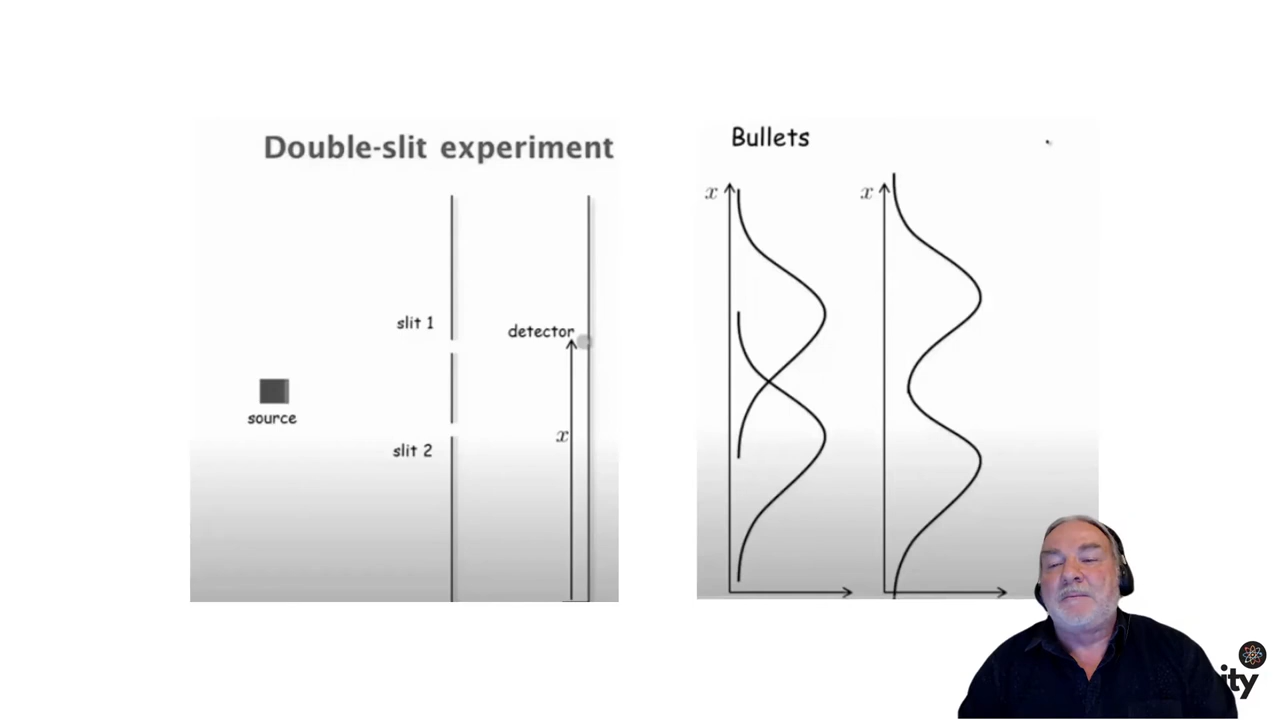 Double-slit experiment
slit 1
detector
source
x
slit 2
Bullets
x
x
ity